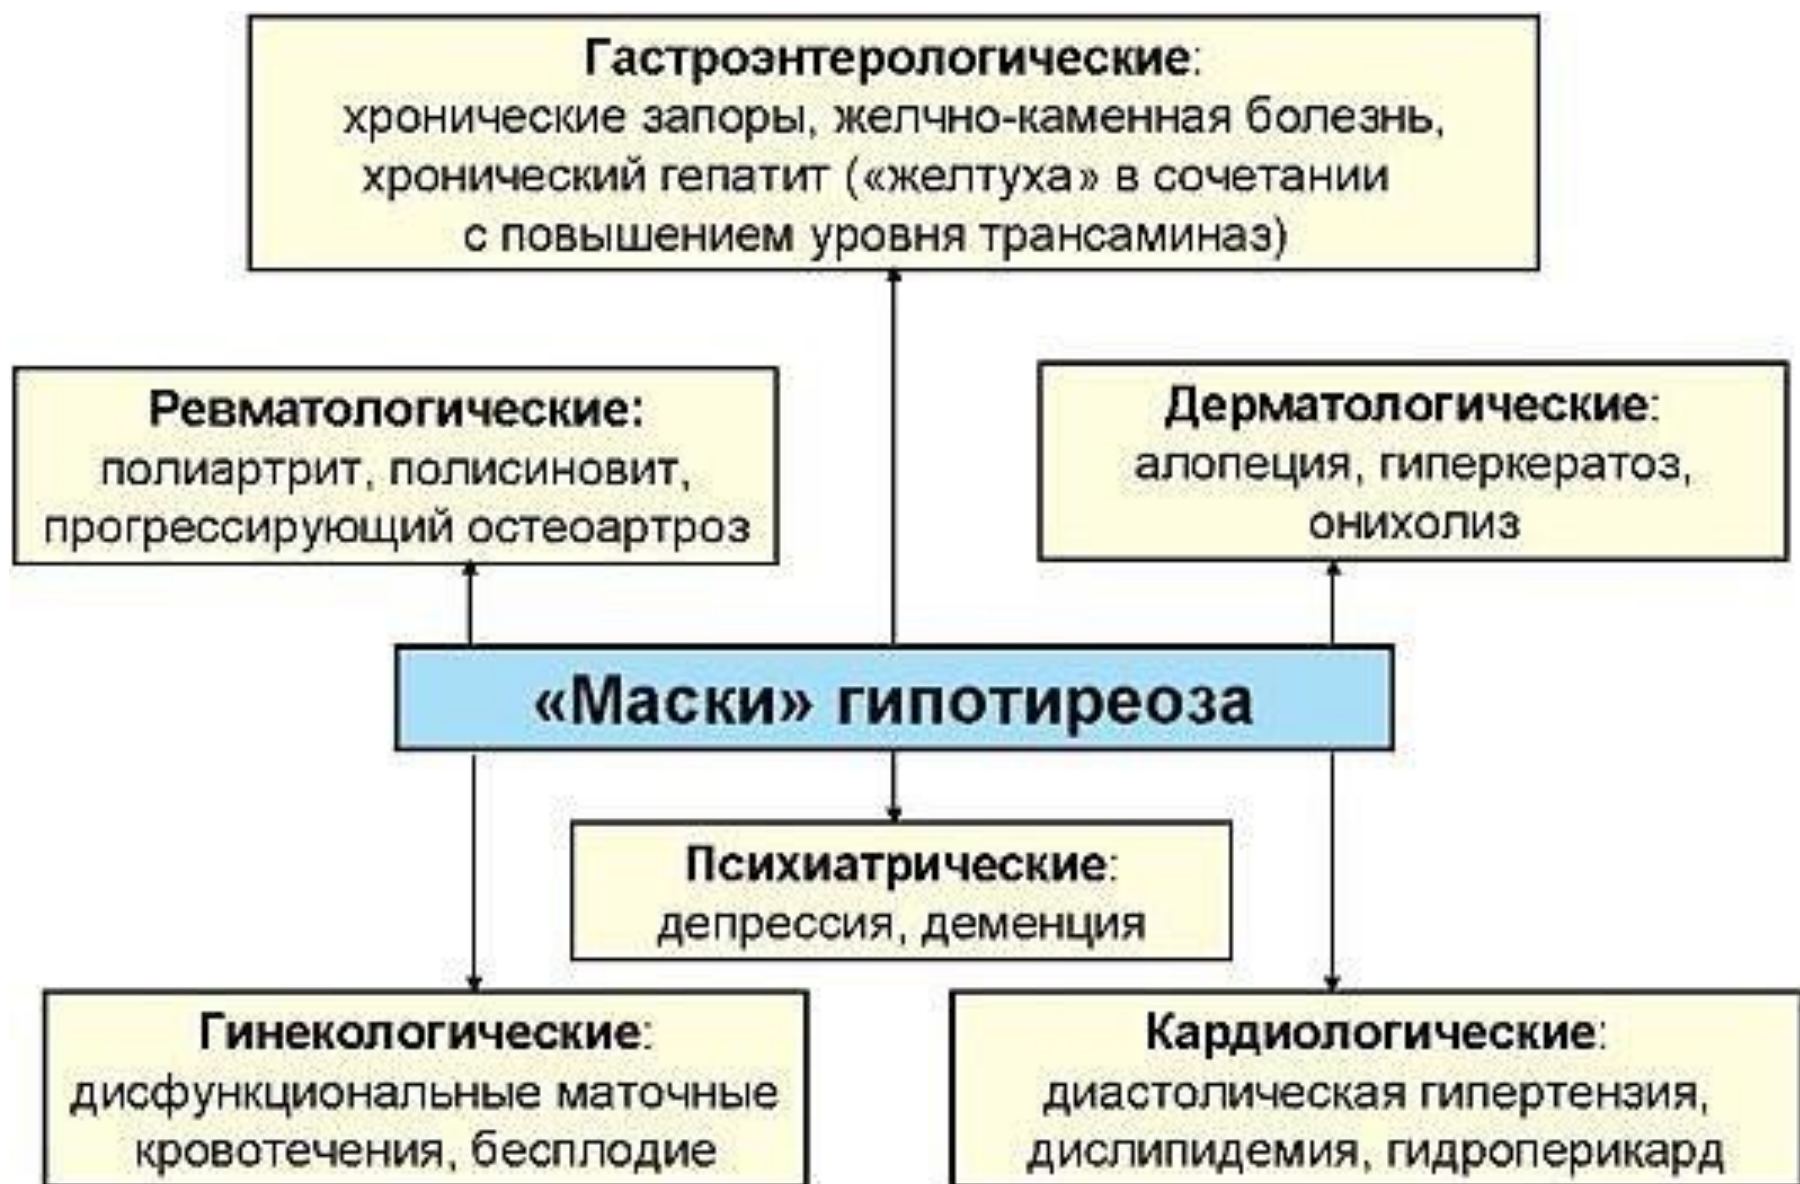 Гастроэнтерологические:
хронические запоры, желчно-каменная болезнь,
хронический гепатит («желтуха» в сочетании
с повышением уровня трансаминаз)
Ревматологические:
полиартрит, полисиновит,
прогрессирующий остеоартроз
Дерматологические:
алопеция, гиперкератоз,
онихолиз
«Маски» гипотиреоза
Психиатрические:
депрессия, деменция
Гинекологические:
дисфункциональные маточные
кровотечения, бесплодие
Кардиологические:
диастолическая гипертензия,
дислипидемия, гидроперикард